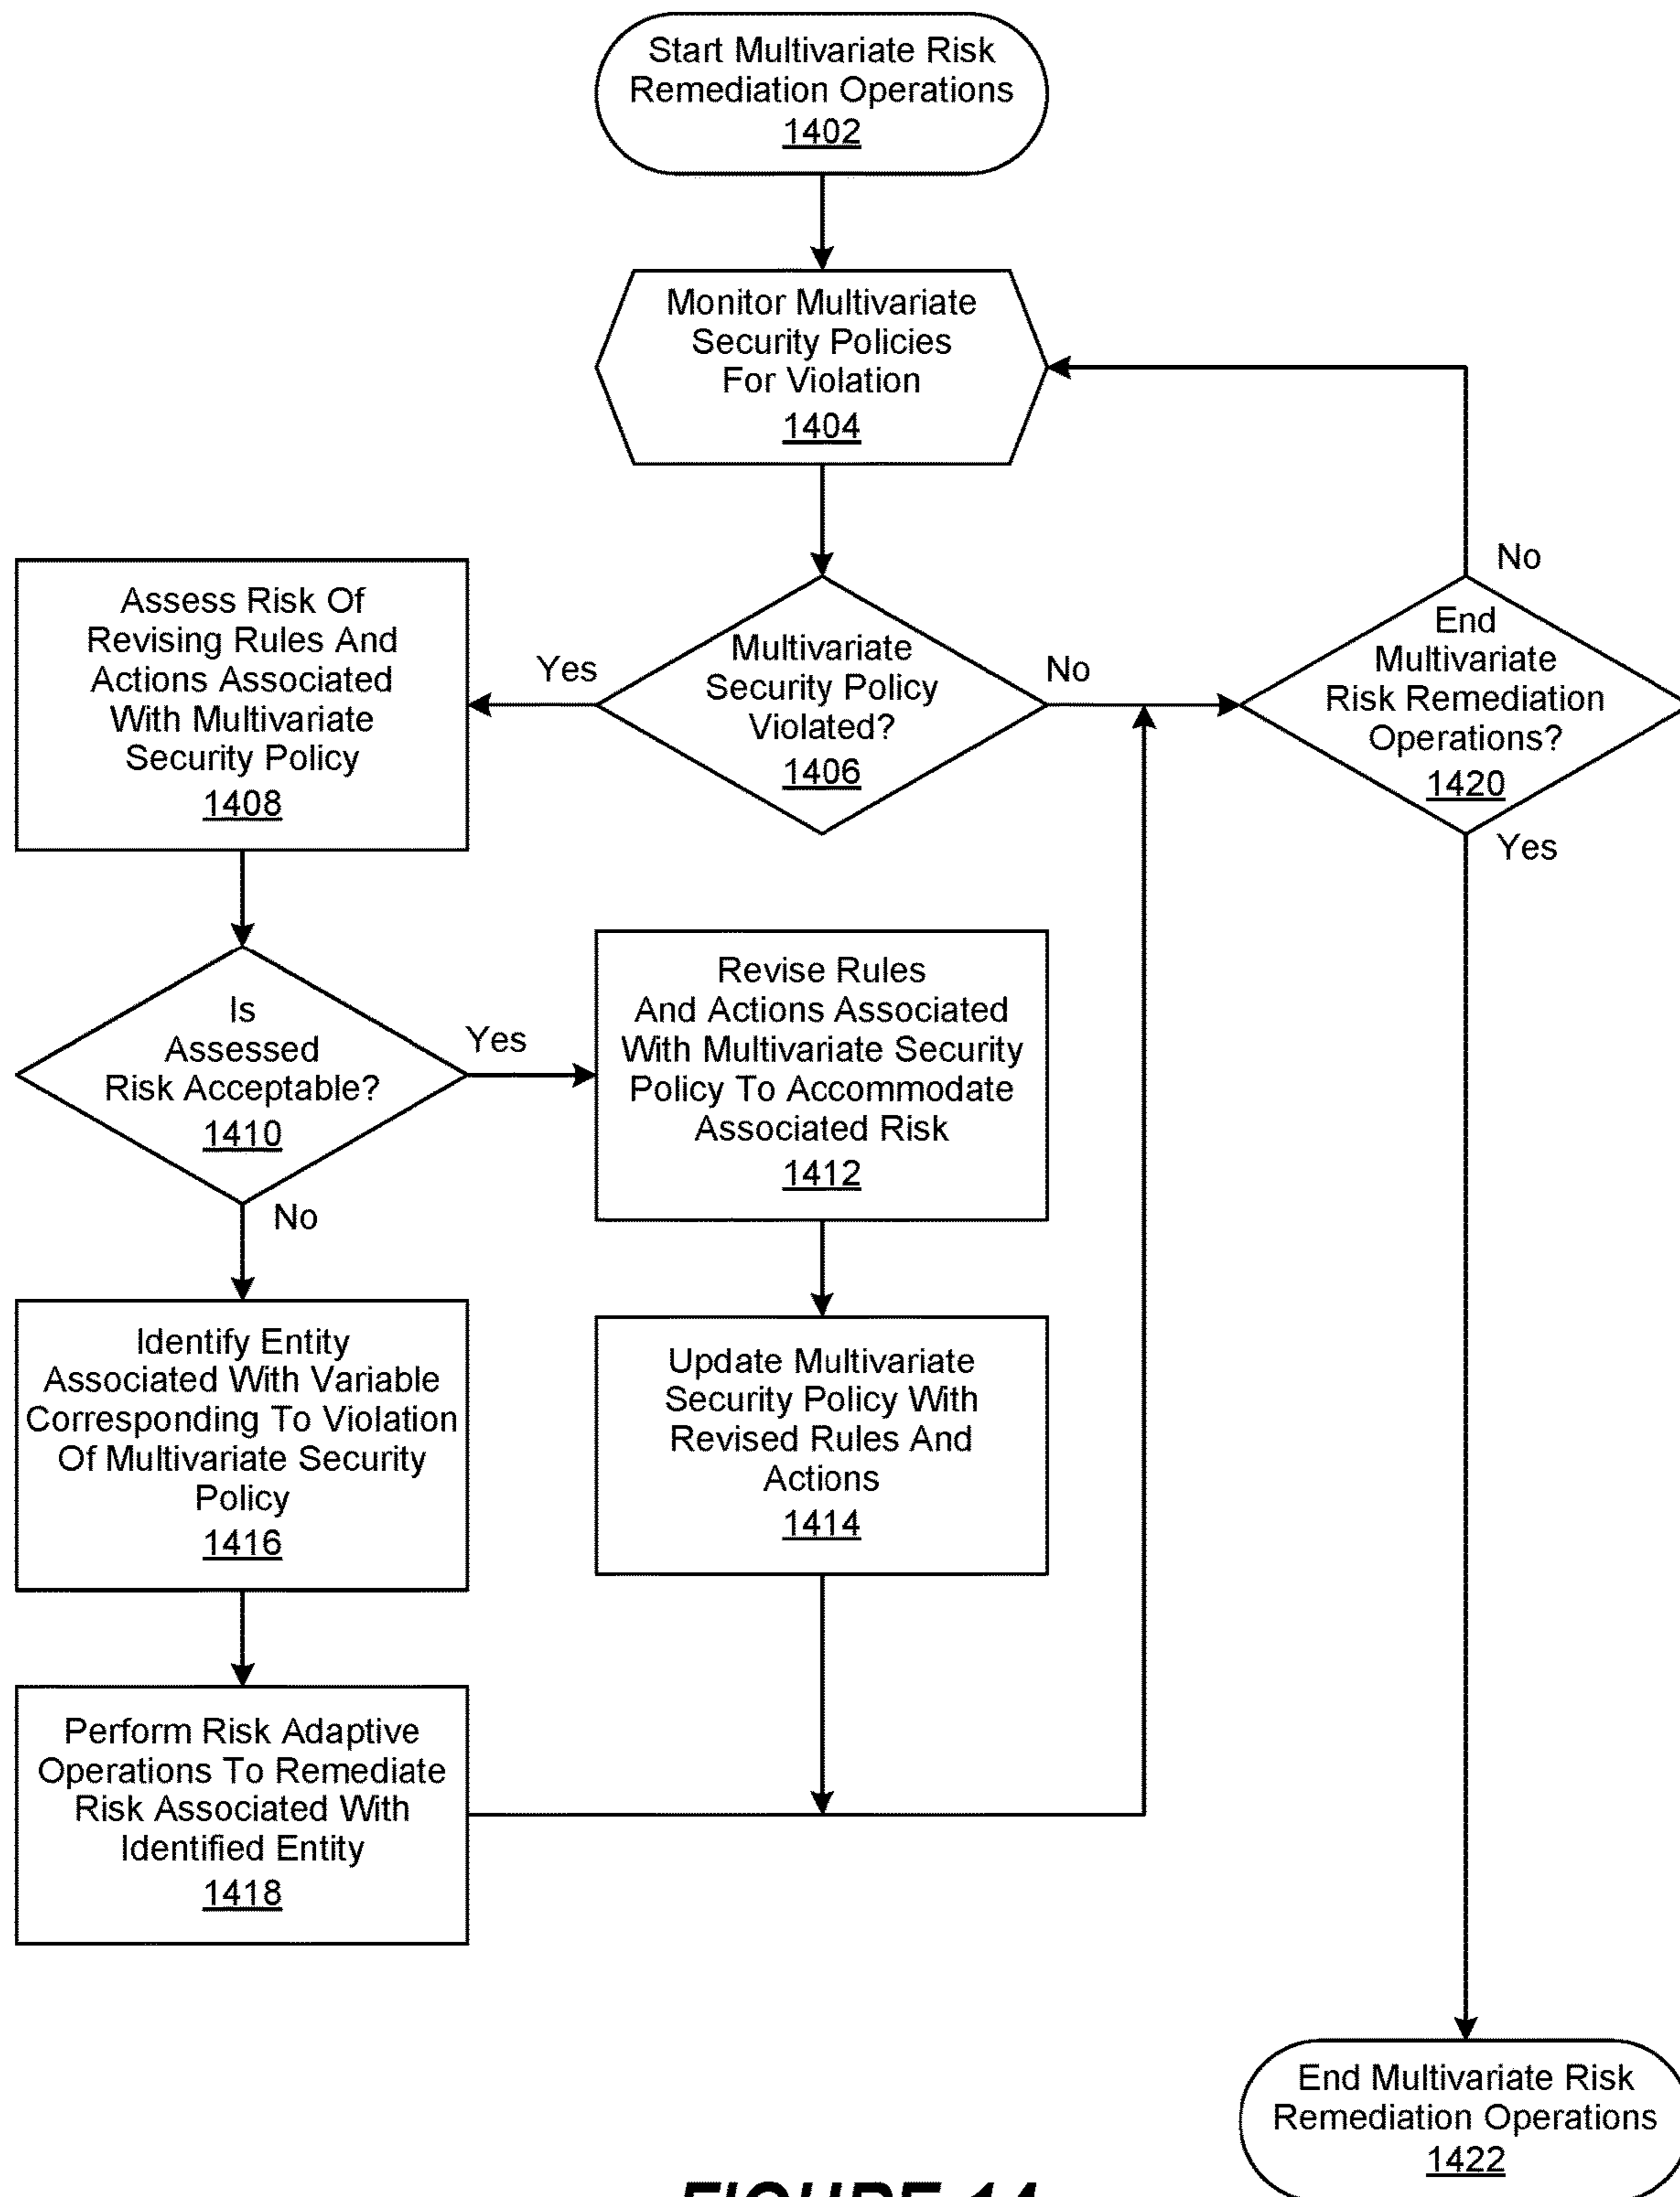 Start Multivariate Risk
Remediation Operations
1402
Monitor Multivariate
Security Policies
For Violation
1404
Assess Risk Of
Revising Rules And
Actions Associated
With Multivariate
Security Policy
1408
Yes
Multivariate
Security Policy
Violated?
1406
No
No
End
Multivariate
Risk Remediation
Operations?
1420
Yes
Is
Assessed
Risk Acceptable?
1410
Yes
No
Revise Rules
And Actions Associated
With Multivariate Security
Policy To Accommodate
Associated Risk
1412
Identify Entity
Associated With Variable
Corresponding To Violation
Of Multivariate Security
Policy
1416
Update Multivariate
Security Policy With
Revised Rules And
Actions
1414
Perform Risk Adaptive
Operations To Remediate
Risk Associated With
Identified Entity
1418
End Multivariate Risk
Remediation Operations
1422
FIGURE 14